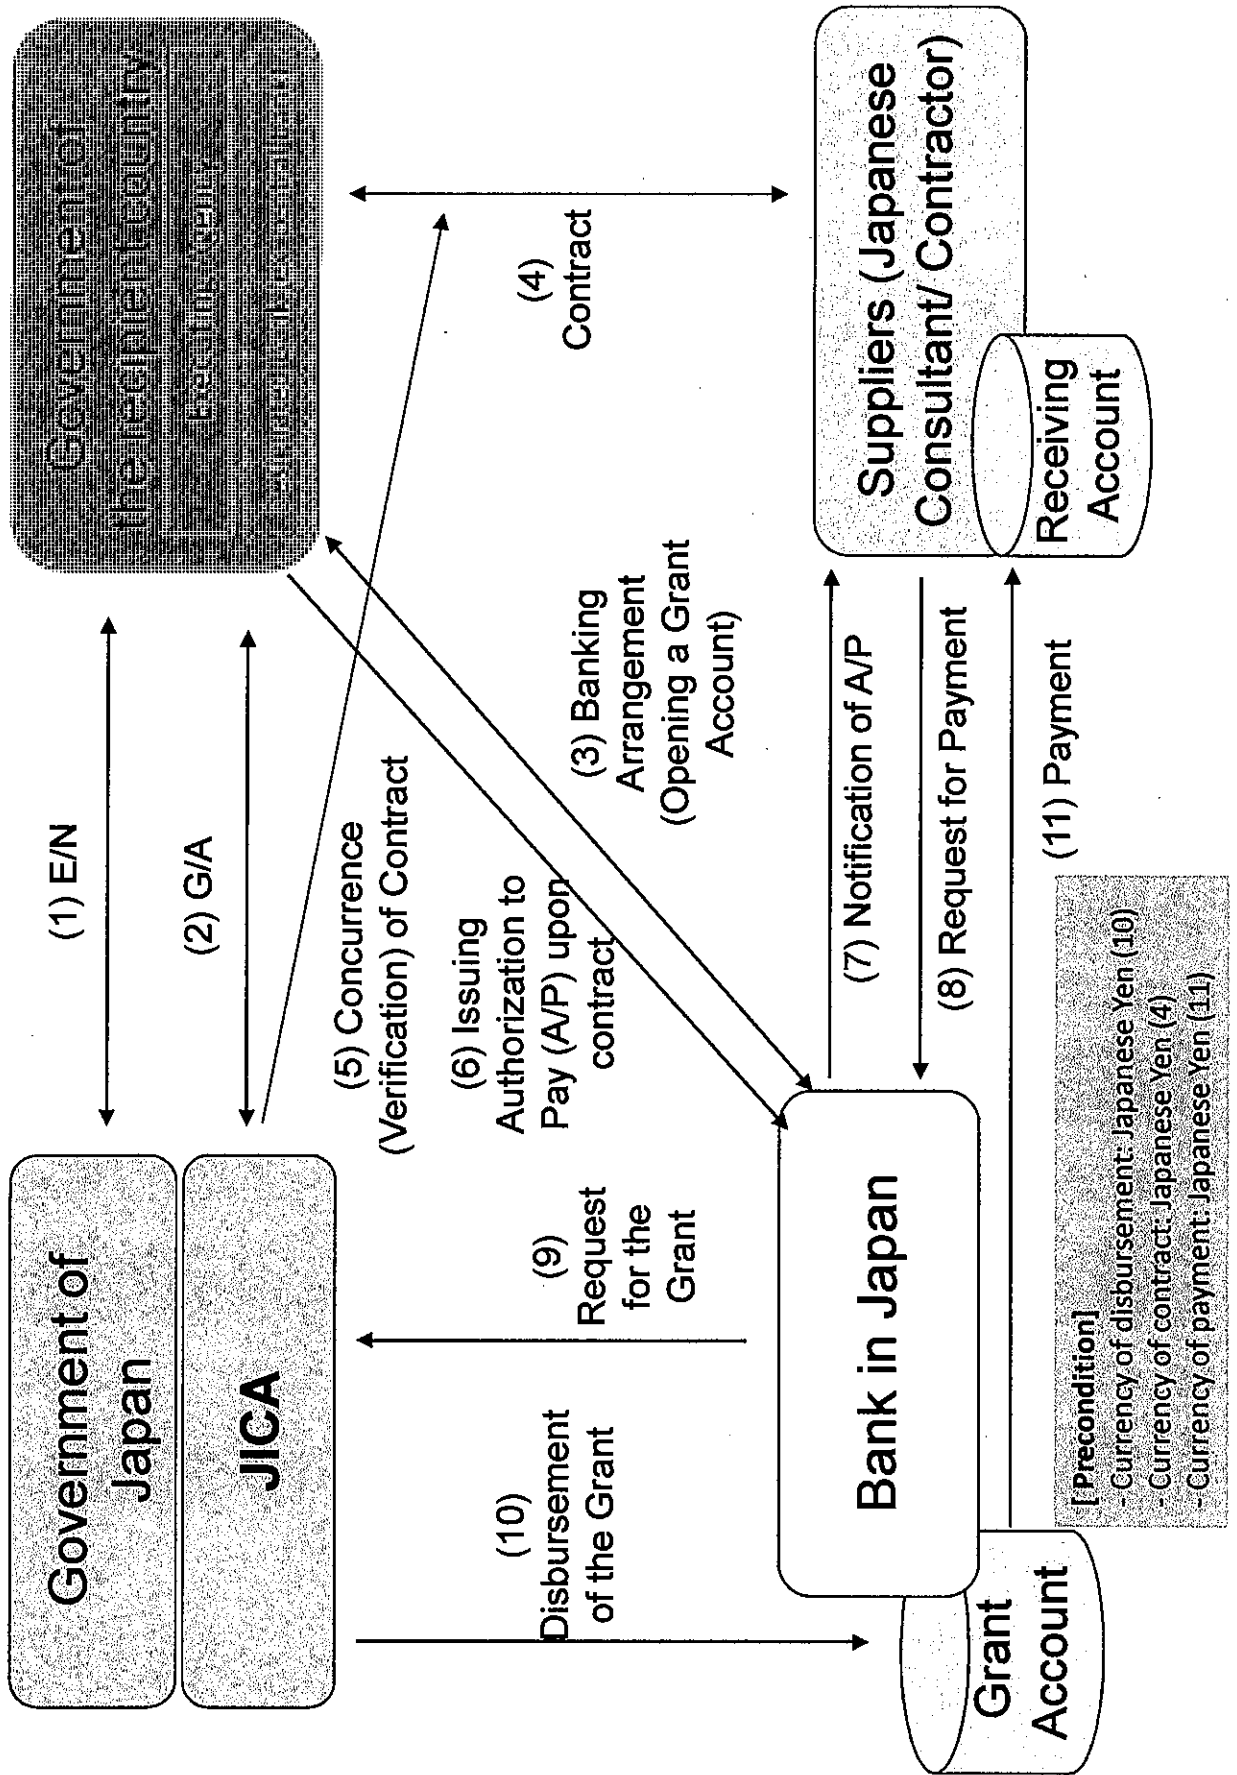 Government of
Japan
JICA
Government of
the recipient country
Executing Agency
(1) E/N
(2) G/A
(5) Concurrence
(Verification) of Contract
(6) Issuing
Authorization to
Pay (A/P) upon
contract
(3) Banking
Arrangement
(Opening a Grant
Account)
(4)
Contract
(9)
Request
for the
Grant
(10)
Disbursement
of the Grant
Bank in Japan
Grant
Account
(7) Notification of A/P
(8) Request for Payment
(11) Payment
Suppliers (Japanese
Consultant/ Contractor)
Receiving
Account
[ Precondition]
- Currency of disbursement: Japanese Yen (10)
- Currency of contract: Japanese Yen (4)
- Currency of payment: Japanese Yen (11)